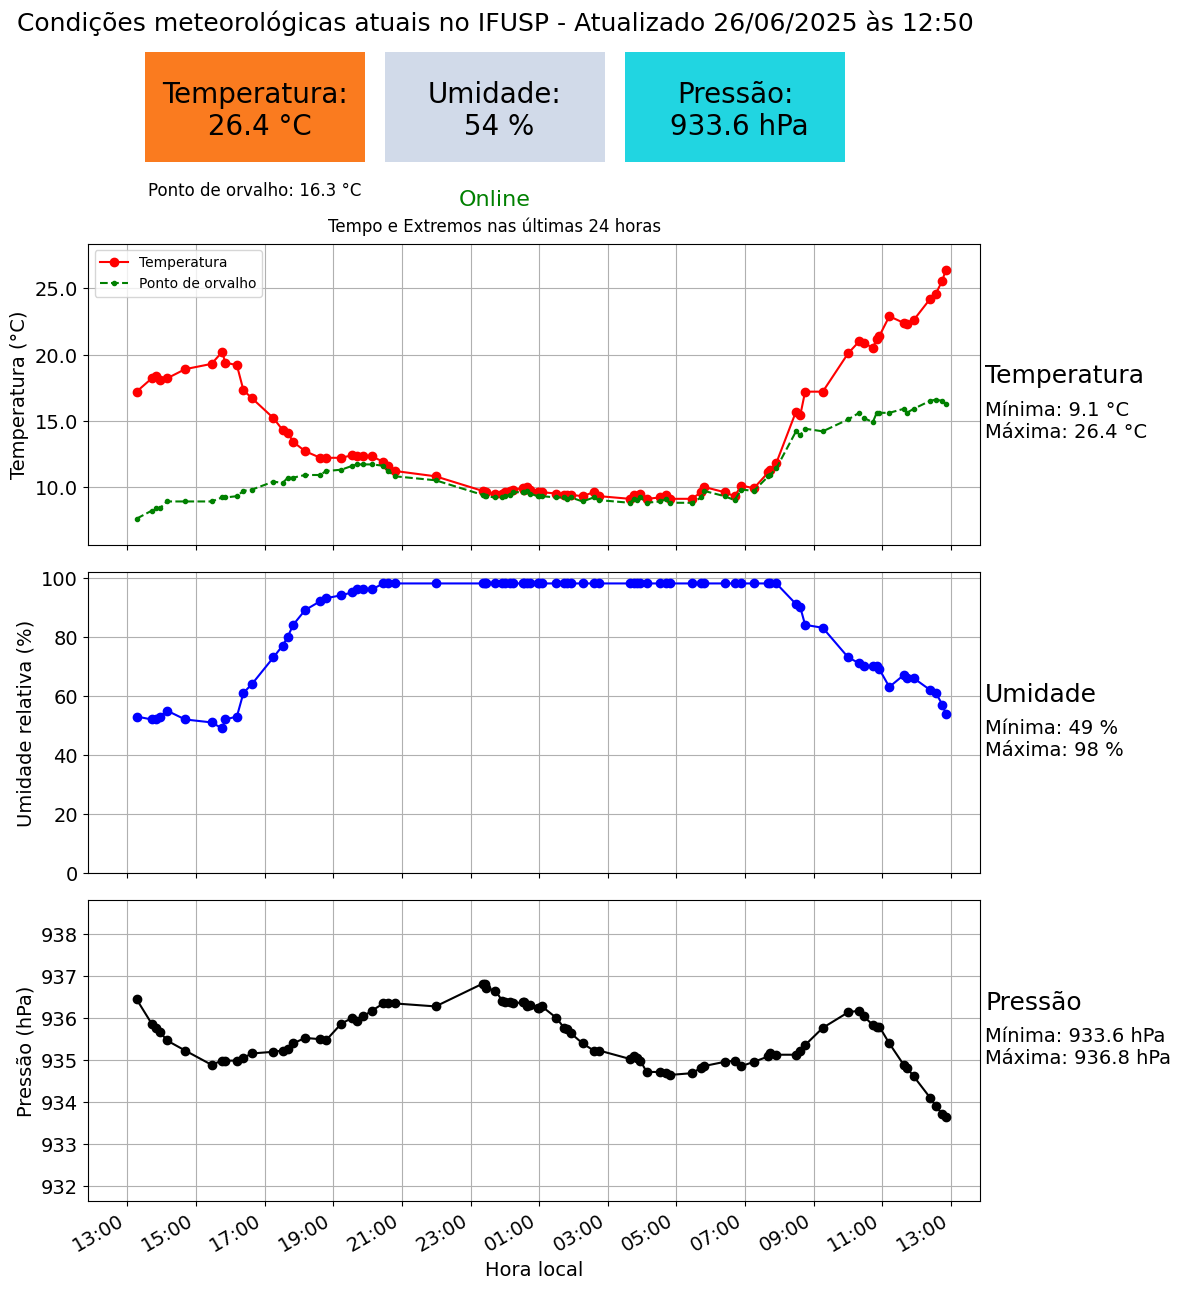 Condições meteorológicas atuais no IFUSP - Atualizado 26/06/2025 às 12:50
Temperatura:
26.4 °C
Umidade:
54 %
Pressão:
933.6 hPa
Ponto de orvalho: 16.3 °C
Online
Tempo e Extremos nas últimas 24 horas
Temperatura (°C)
25.0
20.0
15.0
10.0
Temperatura
Ponto de orvalho
Temperatura
Mínima: 9.1 °C
Máxima: 26.4 °C
Umidade relativa (%)
100
80
60
40
20
0
Umidade
Mínima: 49 %
Máxima: 98 %
Pressão (hPa)
938
937
936
935
934
933
932
Pressão
Mínima: 933.6 hPa
Máxima: 936.8 hPa
13:00 15:00 17:00 19:00 21:00 23:00 01:00 03:00 05:00 07:00 09:00 11:00 13:00
Hora local